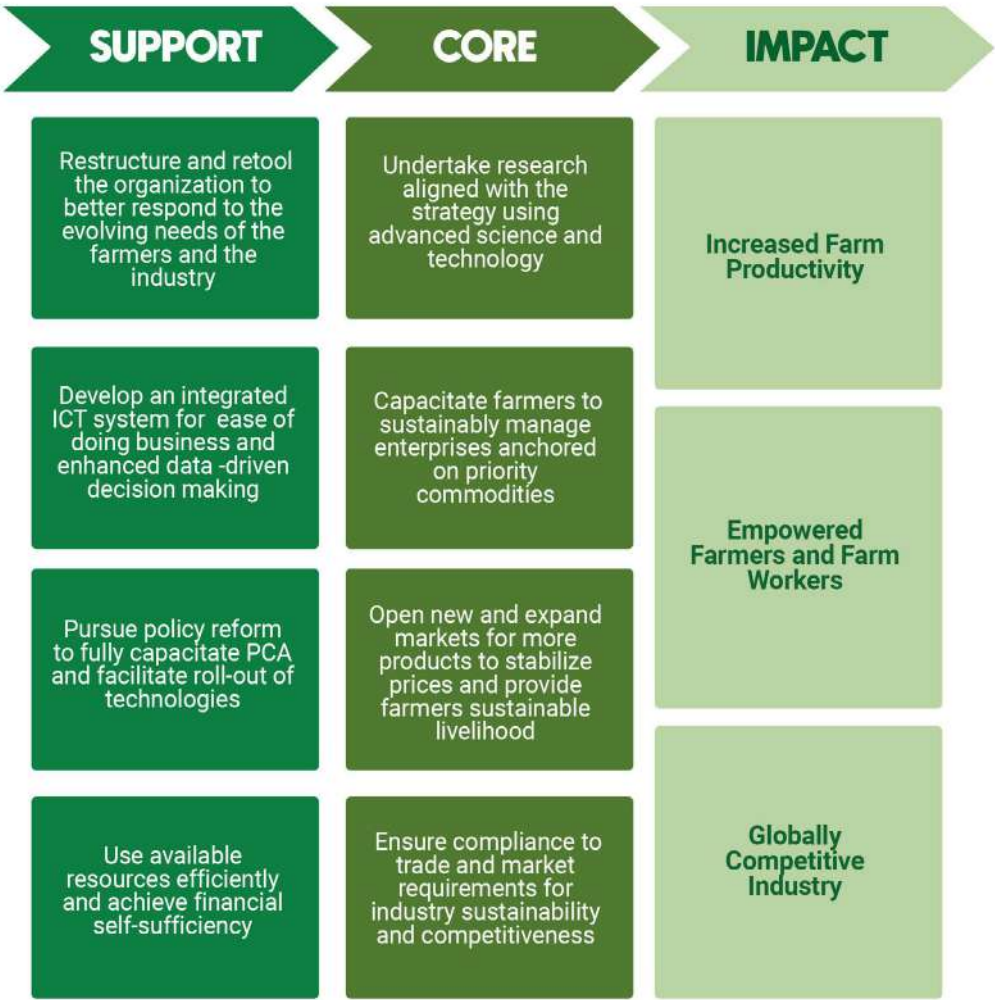 SUPPORT
CORE
IMPACT
Restructure and retool
the organization to
better respond to the
evolving needs of the
farmers and the
industry
Develop an integrated
ICT system for ease of
doing business and
enhanced data -driven
decision making
Pursue policy reform
to fully capacitate PCA
and facilitate roll-out of
technologies
Use available
resources efficiently
and achieve financial
self-sufficiency
Undertake research
aligned with the
strategy using
advanced science and
technology
Capacitate farmers to
sustainably manage
enterprises anchored
on priority
commodities
Open new and expand
markets for more
products to stabilize
prices and provide
farmers sustainable
livelihood
Ensure compliance to
trade and market
requirements for
industry sustainability
and competitiveness
Increased Farm
Productivity
Empowered
Farmers and Farm
Workers
Globally
Competitive
Industry